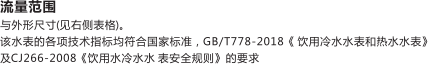 流量范围
与外形尺寸(见右侧表格)。
该水表的各项技术指标均符合国家标准，GB/T778-2018《 饮用冷水水表和热水水表》
及CJ266-2008《饮用水冷水水 表安全规则》的要求